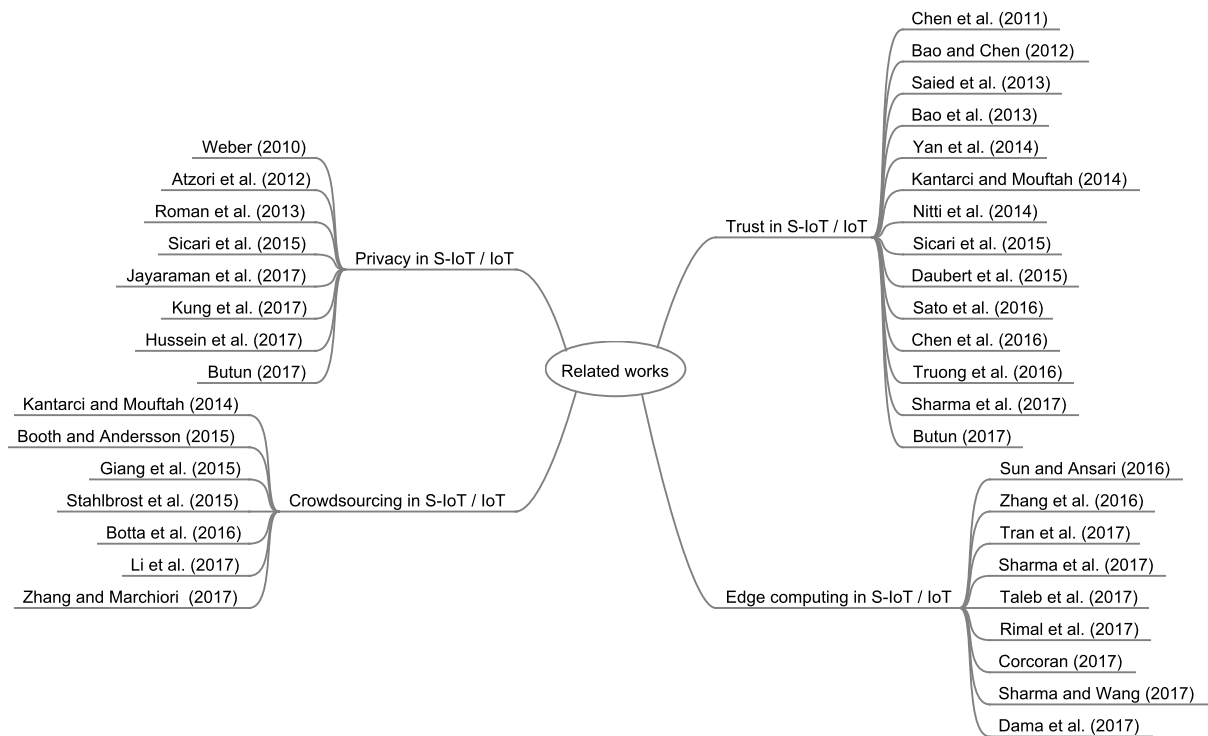 Related works
Privacy in S-IoT / IoT
Weber (2010)
Atzori et al. (2012)
Roman et al. (2013)
Sicari et al. (2015)
Jayaraman et al. (2017)
Kung et al. (2017)
Hussein et al. (2017)
Butun (2017)
Crowdsourcing in S-IoT / IoT
Kantarci and Mouftah (2014)
Booth and Andersson (2015)
Giang et al. (2015)
Stahlbrost et al. (2015)
Botta et al. (2016)
Li et al. (2017)
Zhang and Marchiori  (2017)
Trust in S-IoT / IoT
Chen et al. (2011)
Bao and Chen (2012)
Saied et al. (2013)
Bao et al. (2013)
Yan et al. (2014)
Kantarci and Mouftah (2014)
Nitti et al. (2014)
Sicari et al. (2015)
Daubert et al. (2015)
Sato et al. (2016)
Chen et al. (2016)
Truong et al. (2016)
Sharma et al. (2017)
Butun (2017)
Edge computing in S-IoT / IoT
Sun and Ansari (2016)
Zhang et al. (2016)
Tran et al. (2017)
Sharma et al. (2017)
Taleb et al. (2017)
Rimal et al. (2017)
Corcoran (2017)
Sharma and Wang (2017)
Dama et al. (2017)